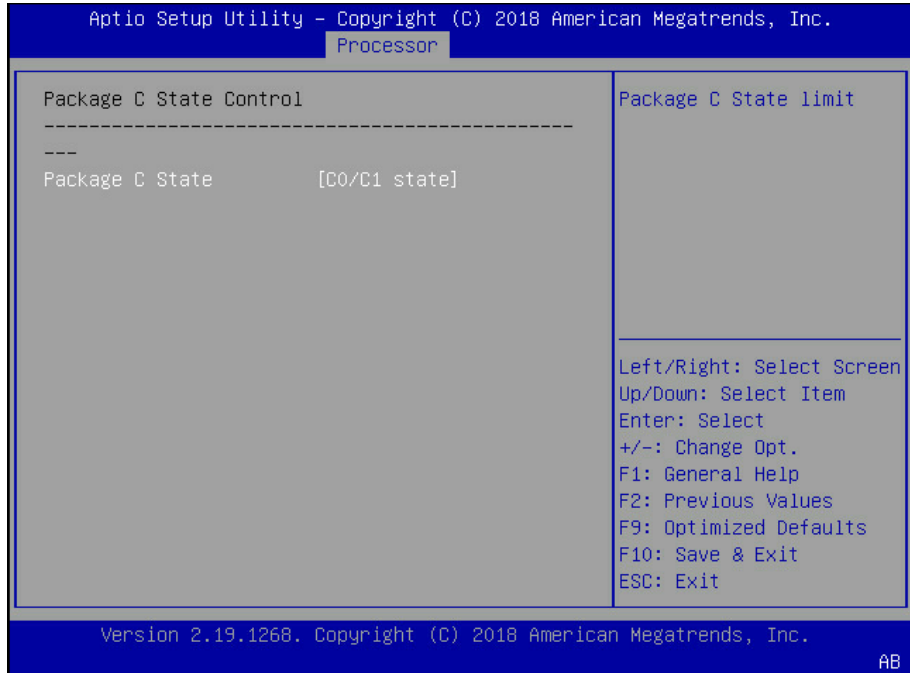 Aptio Setup Utility – Copyright (C) 2018 American Megatrends, Inc.
Processor
Package C State Control
-----------------------------------------------
---
Package C State [C0/C1 state]
Package C State limit
Left/Right: Select Screen
Up/Down: Select Item
Enter: Select
+/-: Change Opt.
F1: General Help
F2: Previous Values
F9: Optimized Defaults
F10: Save & Exit
ESC: Exit
Version 2.19.1268. Copyright (C) 2018 American Megatrends, Inc.
AB